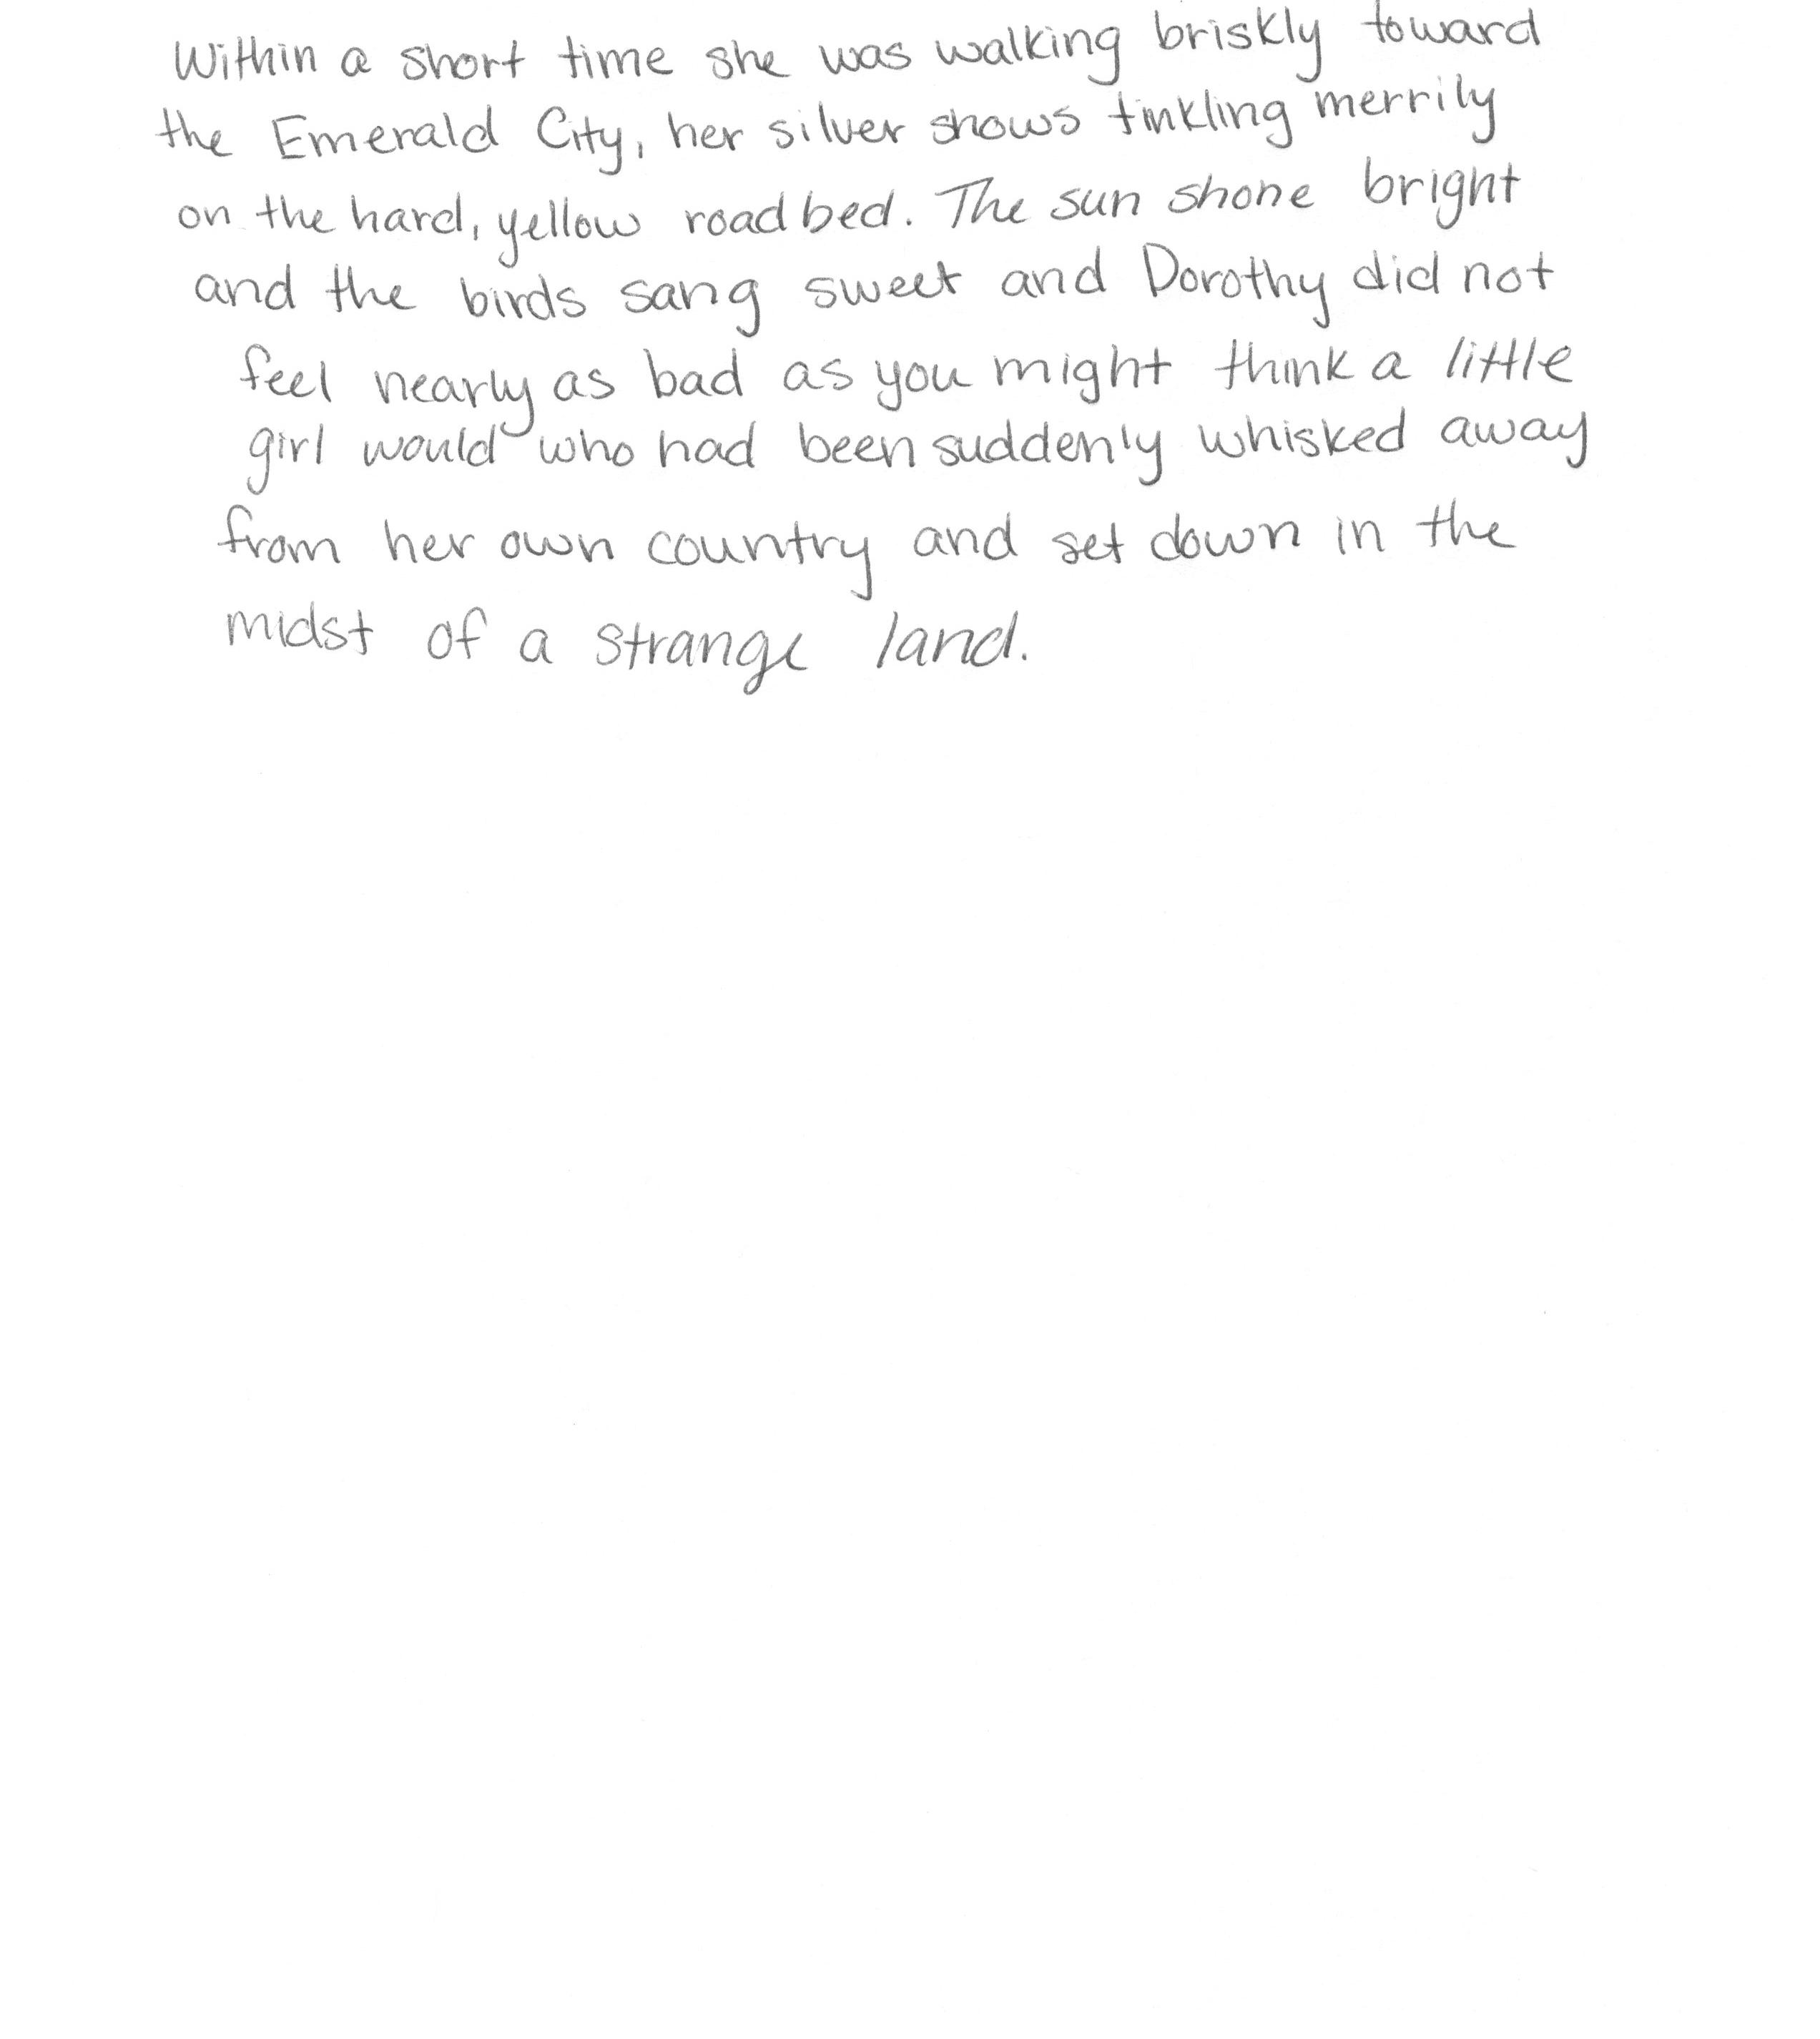 Within a short time she was walking briskly toward
the Emerald City, her silver shows tinkling merrily
on the hard, yellow road bed. The sun shone bright
and the birds sang sweet and Dorothy did not
feel nearly as bad as you might think a little
girl would who had been suddenly whisked away
from her own country and set down in the
midst of a strange land.